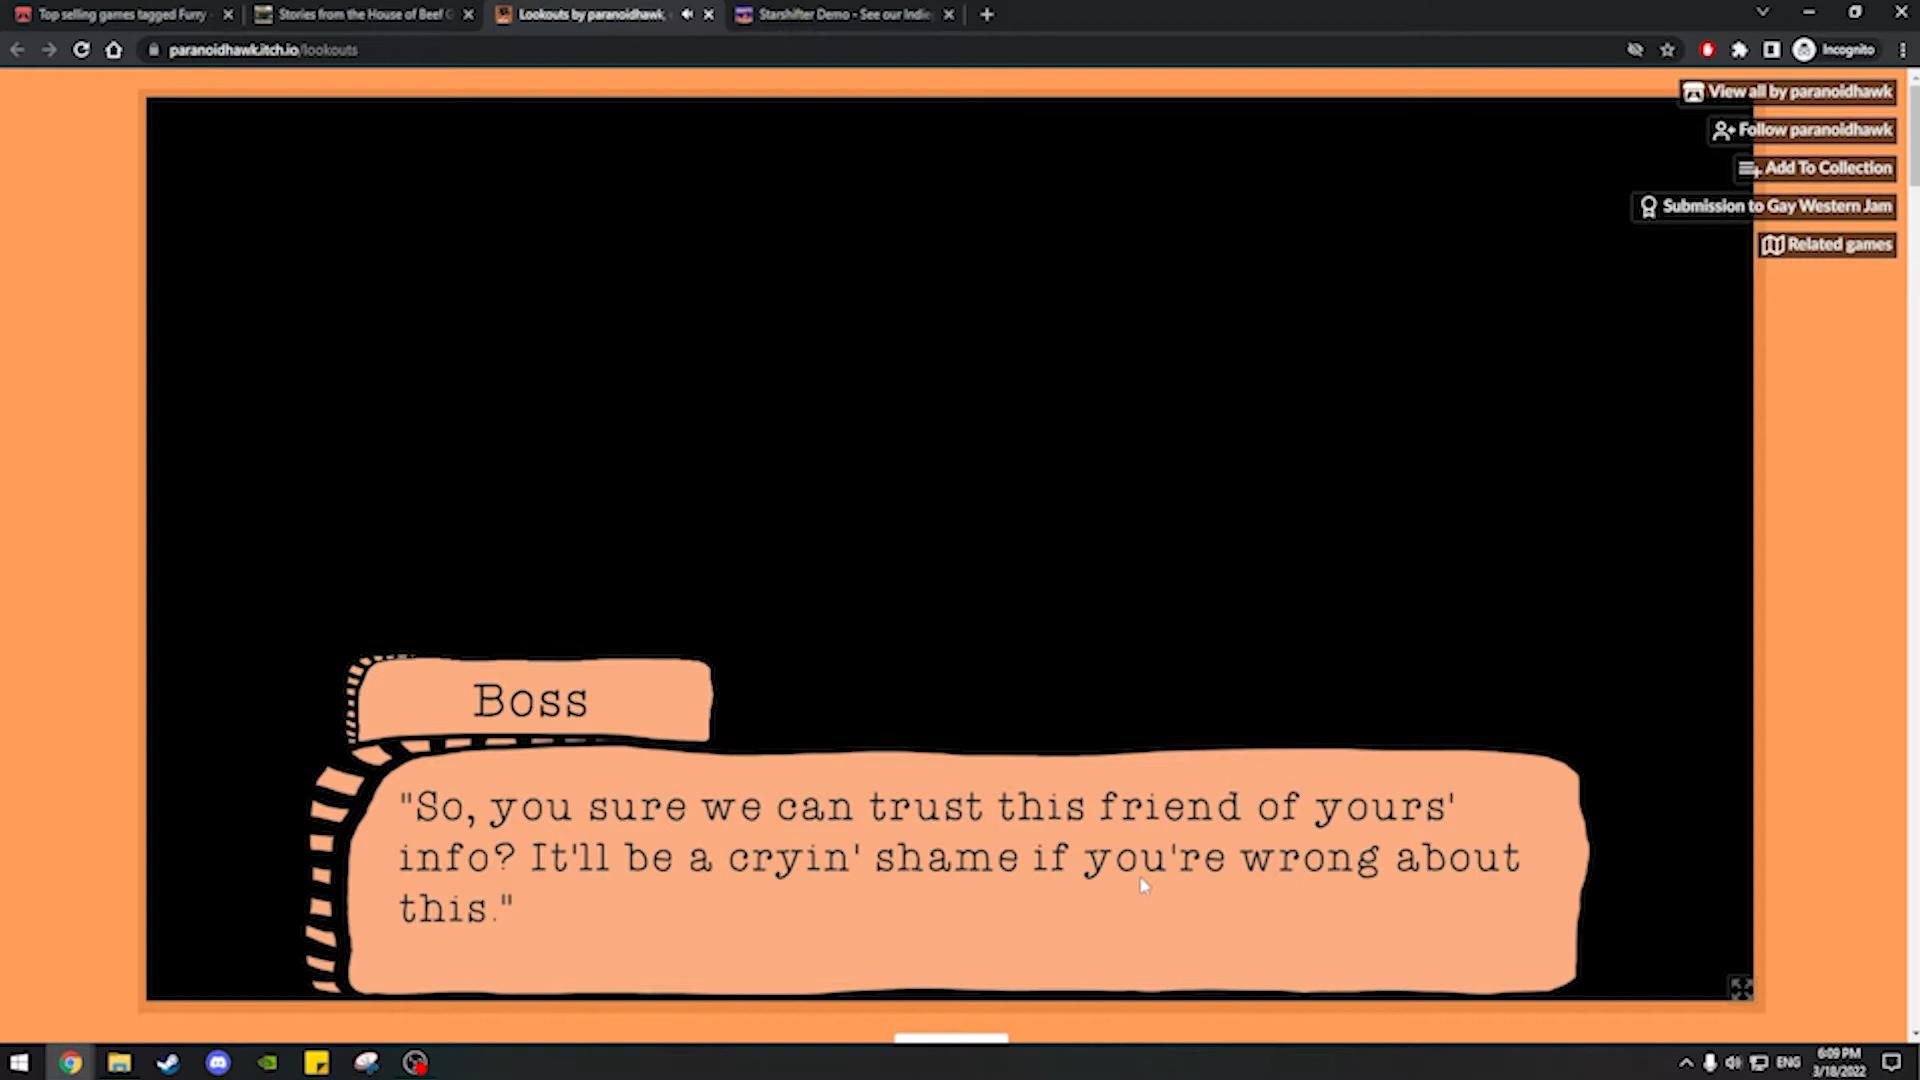 Top selling games tagged Furry
Stories from the House of Beef
Lookouts by paranoidhawk,
Starshifter Demo - See our Indie
paranoidhawk.itch.io/lookouts
Incognito
View all by paranoidhawk
Follow paranoidhawk
Add To Collection
Submission to Gay Western Jam
Related games
Boss
"So, you sure we can trust this friend of yours'
info? It'll be a cryin' shame if you're wrong about
this."
ENG
6:09 PM
3/18/2022